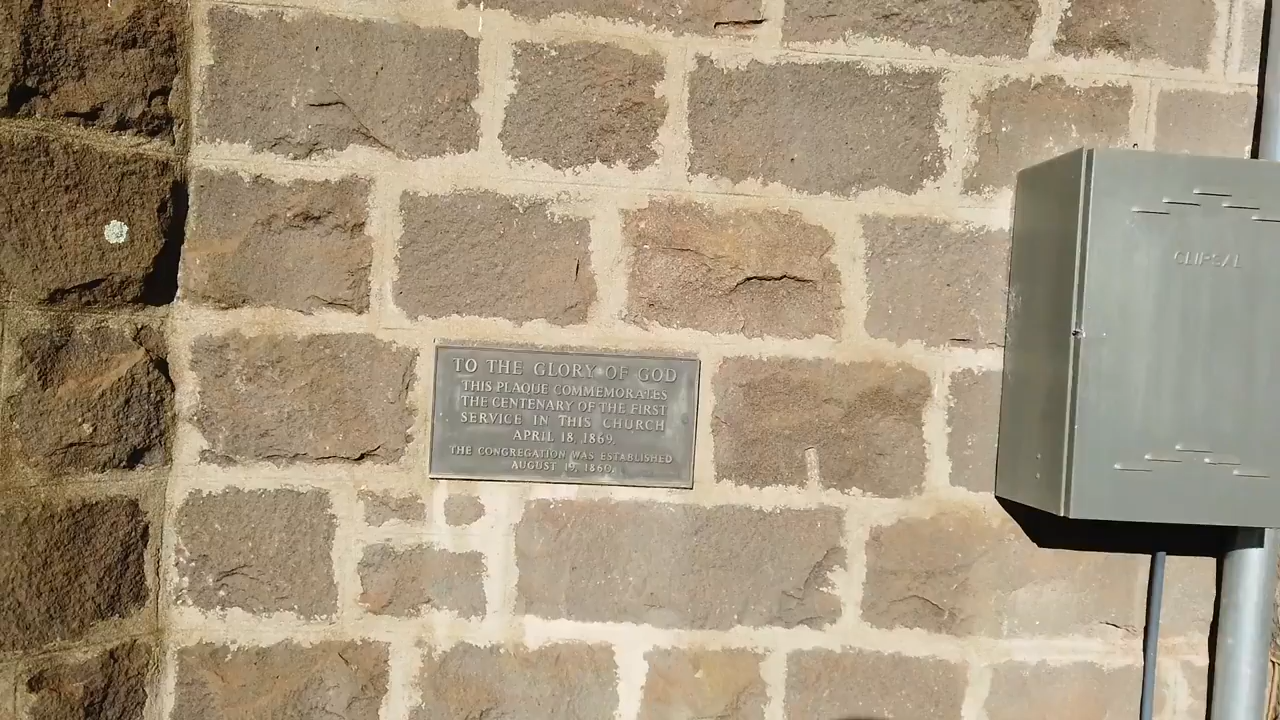 TO THE GLORY OF GOD
THIS PLAQUE COMMEMORATES
THE CENTENARY OF THE FIRST
SERVICE IN THIS CHURCH
APRIL 18, 1869.
THE CONGREGATION WAS ESTABLISHED
AUGUST 19, 1860.
CLIPSAL